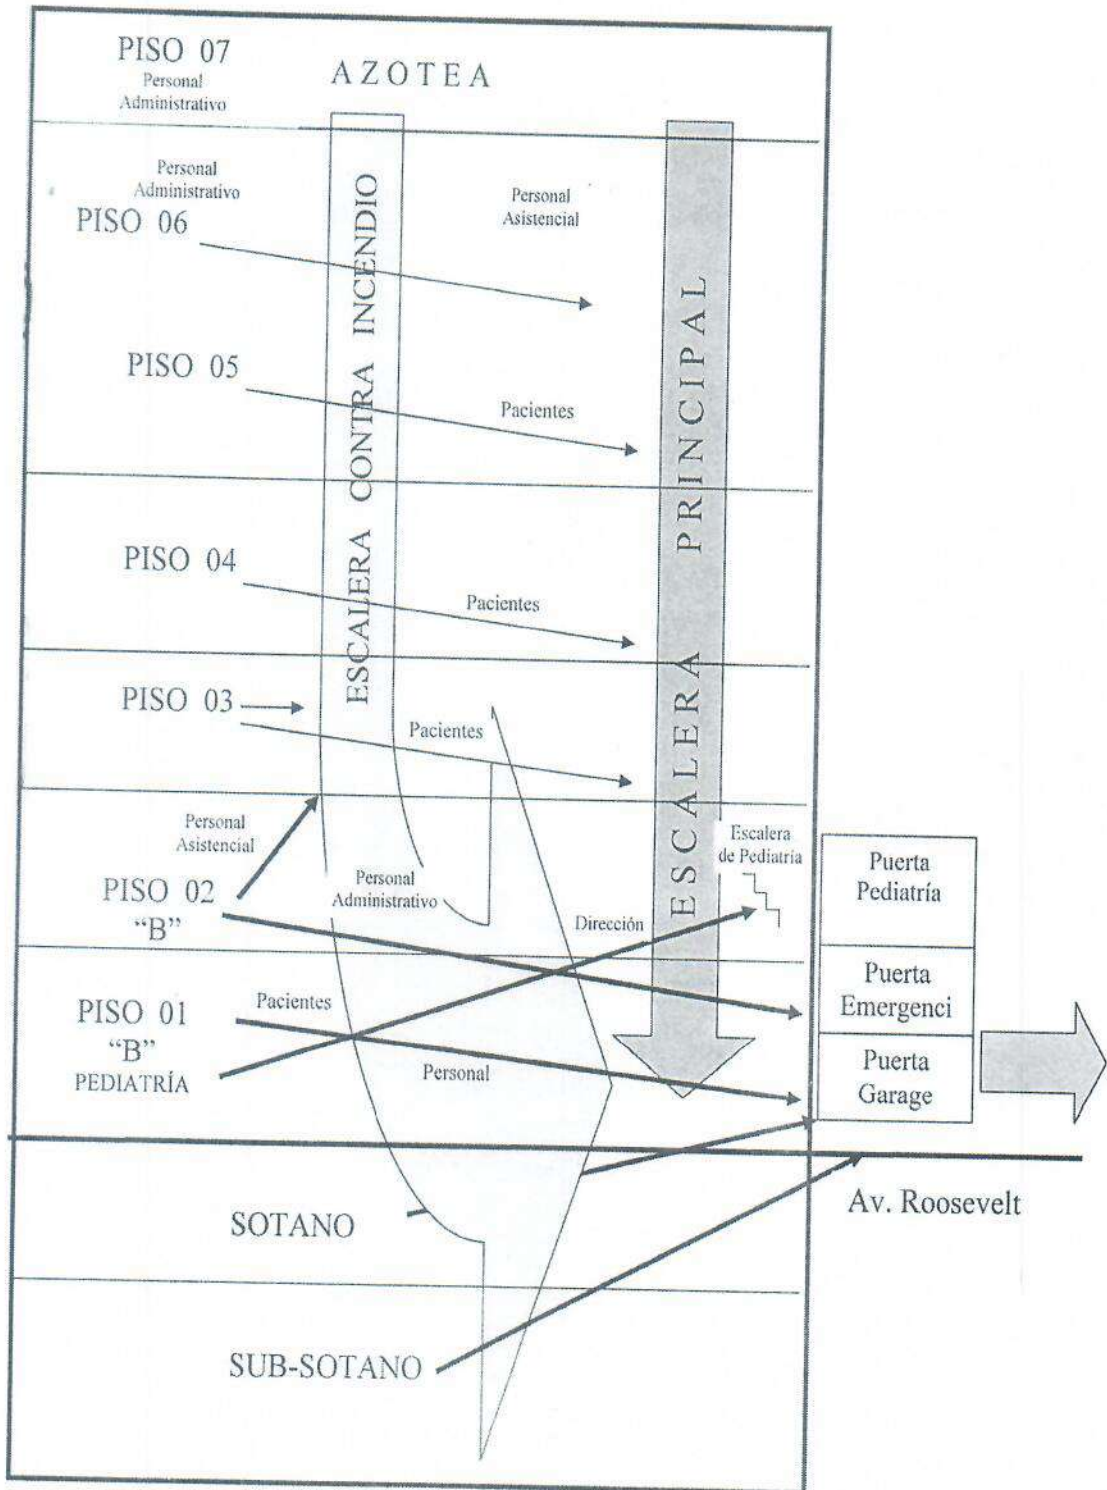 PISO 07
Personal
Administrativo
AZOTEA
Personal
Administrativo
PISO 06
Personal
Asistencial
ESCALERA CONTRA INCENDIO
ESCALERA PRINCIPAL
PISO 05
Pacientes
PISO 04
Pacientes
PISO 03
Pacientes
Personal
Asistencial
PISO 02
“B”
Personal
Administrativo
Dirección
Escalera
de Pediatría
Puerta
Pediatría
PISO 01
“B”
PEDIATRÍA
Pacientes
Personal
Puerta
Emergenci
Puerta
Garage
SOTANO
Av. Roosevelt
SUB-SOTANO